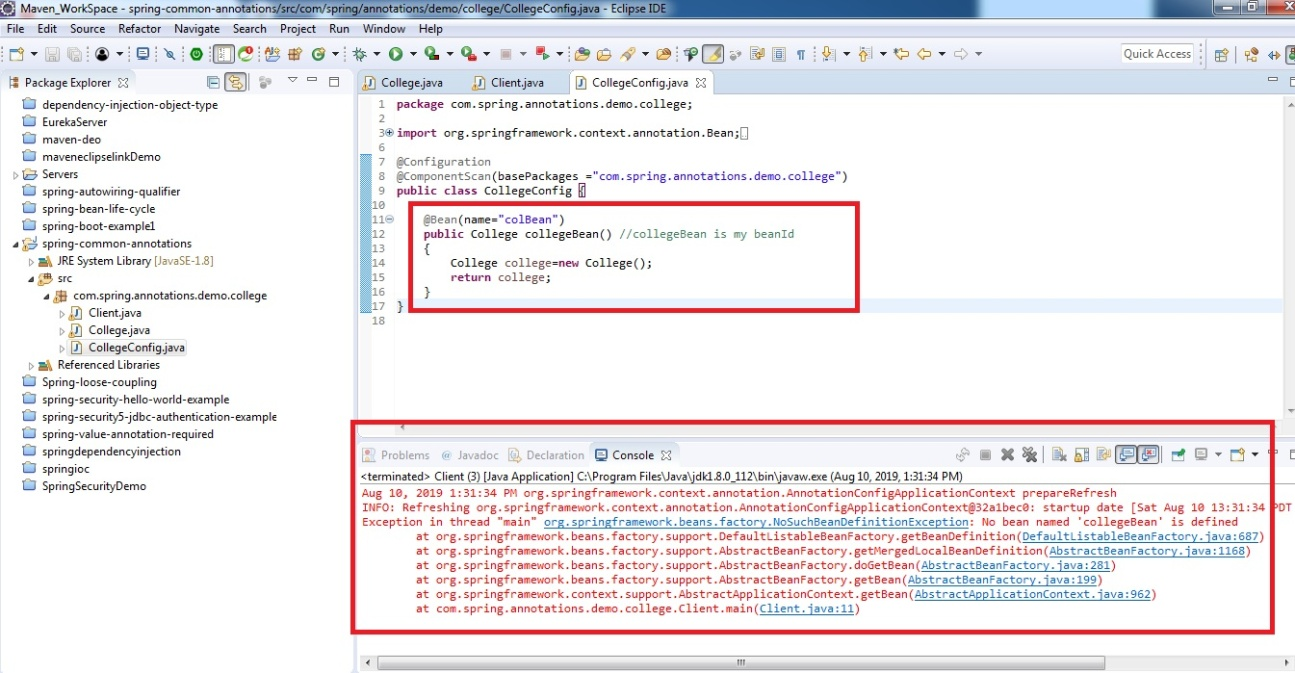 Maven_WorkSpace - spring-common-annotations/src/com/spring/annotations/demo/college/CollegeConfig.java - Eclipse IDE
File Edit Source Refactor Navigate Search Project Run Window Help
Quick Access
Package Explorer
dependency-injection-object-type
EurekaServer
maven-deo
maveneclipselinkDemo
Servers
spring-autowiring-qualifier
spring-bean-life-cycle
spring-boot-example1
spring-common-annotations
JRE System Library [JavaSE-1.8]
src
com.spring.annotations.demo.college
Client.java
College.java
CollegeConfig.java
Referenced Libraries
Spring-loose-coupling
spring-security-hello-world-example
spring-security5-jdbc-authentication-example
spring-value-annotation-required
springdependencyinjection
springioc
SpringSecurityDemo
College.java Client.java CollegeConfig.java
1 package com.spring.annotations.demo.college;
2
3 import org.springframework.context.annotation.Bean;
6
7 @Configuration
8 @ComponentScan(basePackages ="com.spring.annotations.demo.college")
9 public class CollegeConfig {
10
11 @Bean(name="colBean")
12 public College collegeBean() //collegeBean is my beanId
13 {
14 College college=new College();
15 return college;
16 }
17 }
18
Problems Javadoc Declaration Console
<terminated> Client (3) [Java Application] C:\Program Files\Java\jdk1.8.0_112\bin\javaw.exe (Aug 10, 2019, 1:31:34 PM)
Aug 10, 2019 1:31:34 PM org.springframework.context.annotation.AnnotationConfigApplicationContext prepareRefresh
INFO: Refreshing org.springframework.context.annotation.AnnotationConfigApplicationContext@32a1bec0: startup date [Sat Aug 10 13:31:34 PDT
Exception in thread "main" org.springframework.beans.factory.NoSuchBeanDefinitionException: No bean named 'collegeBean' is defined
at org.springframework.beans.factory.support.DefaultListableBeanFactory.getBeanDefinition(DefaultListableBeanFactory.java:687)
at org.springframework.beans.factory.support.AbstractBeanFactory.getMergedLocalBeanDefinition(AbstractBeanFactory.java:1168)
at org.springframework.beans.factory.support.AbstractBeanFactory.doGetBean(AbstractBeanFactory.java:281)
at org.springframework.beans.factory.support.AbstractBeanFactory.getBean(AbstractBeanFactory.java:199)
at org.springframework.context.support.AbstractApplicationContext.getBean(AbstractApplicationContext.java:962)
at com.spring.annotations.demo.college.Client.main(Client.java:11)